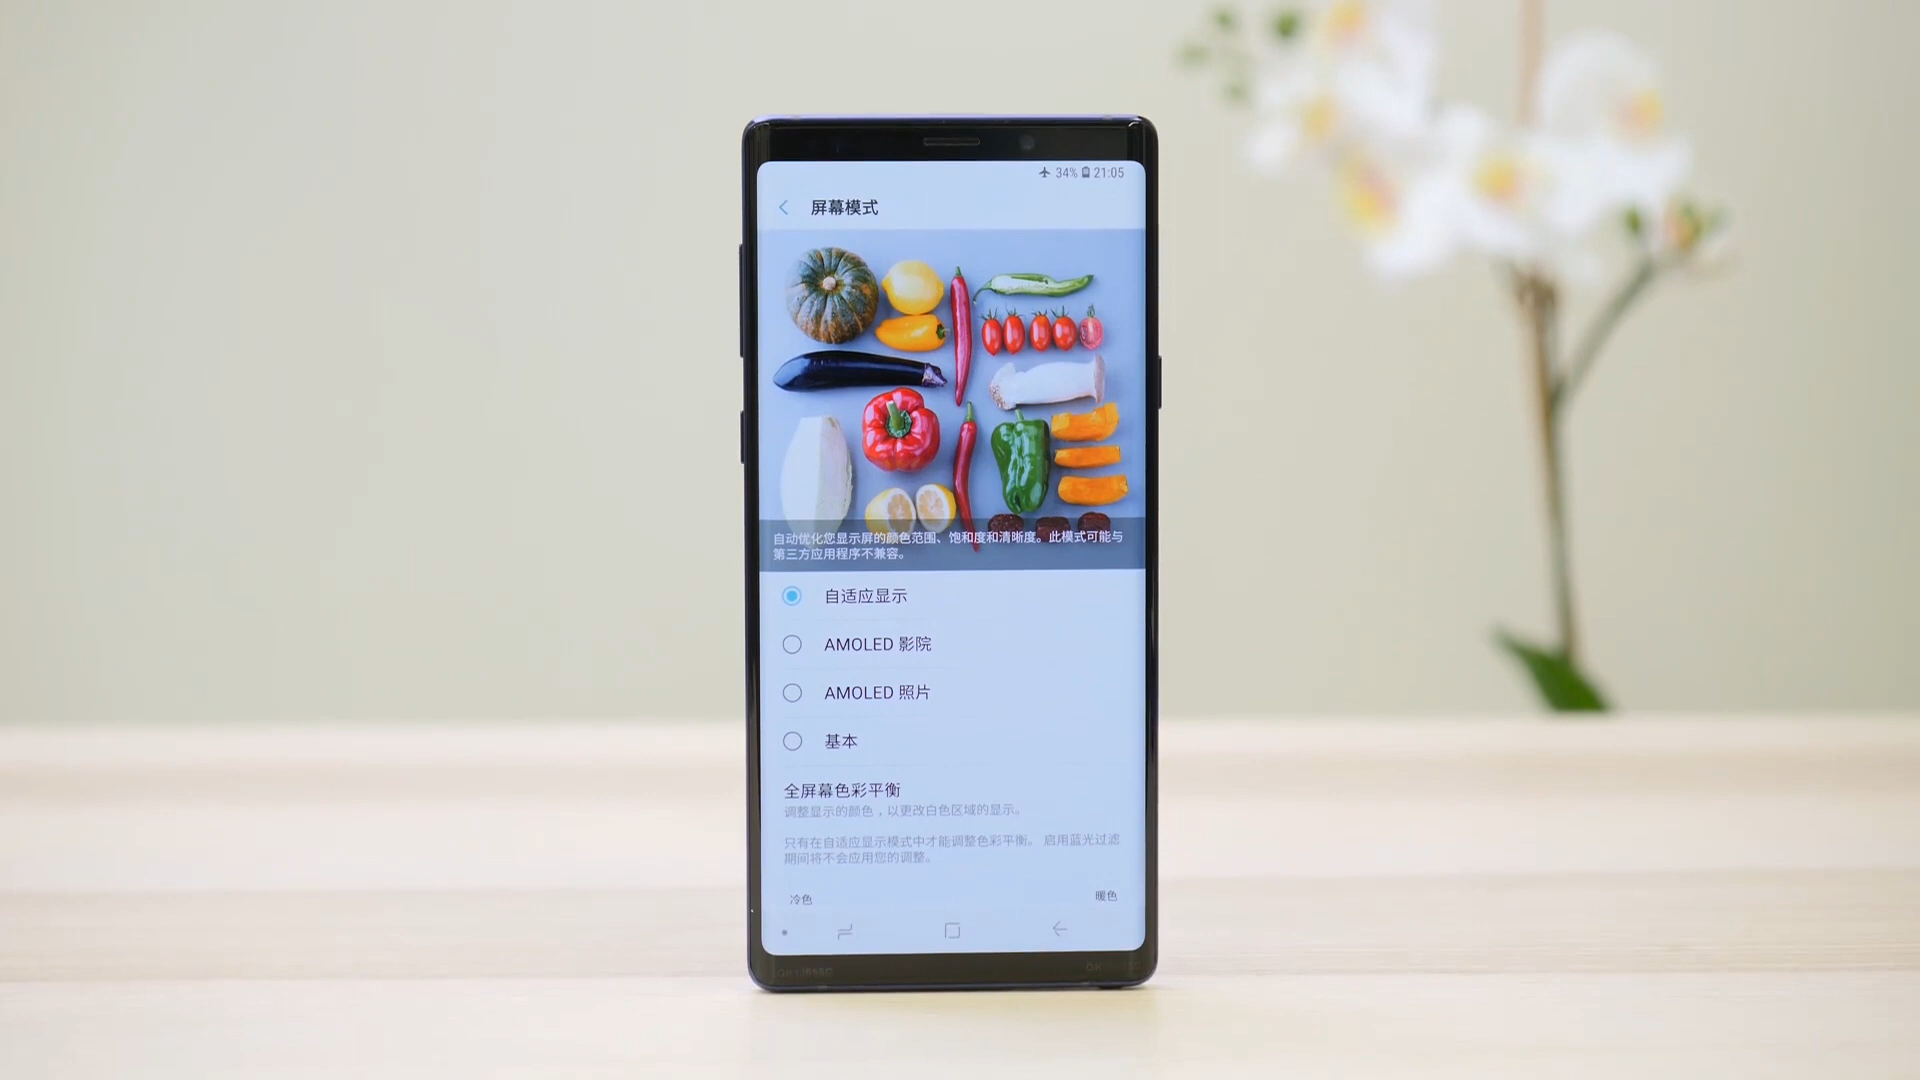 34% 21:05
屏幕模式
自动优化您显示屏的颜色范围、饱和度和清晰度。此模式可能与
第三方应用程序不兼容。
自适应显示
AMOLED 影院
AMOLED 照片
基本
全屏幕色彩平衡
调整显示的颜色，以更改白色区域的显示。
只有在自适应显示模式中才能调整色彩平衡。 启用蓝光过滤
期间将不会应用您的调整。
冷色
暖色